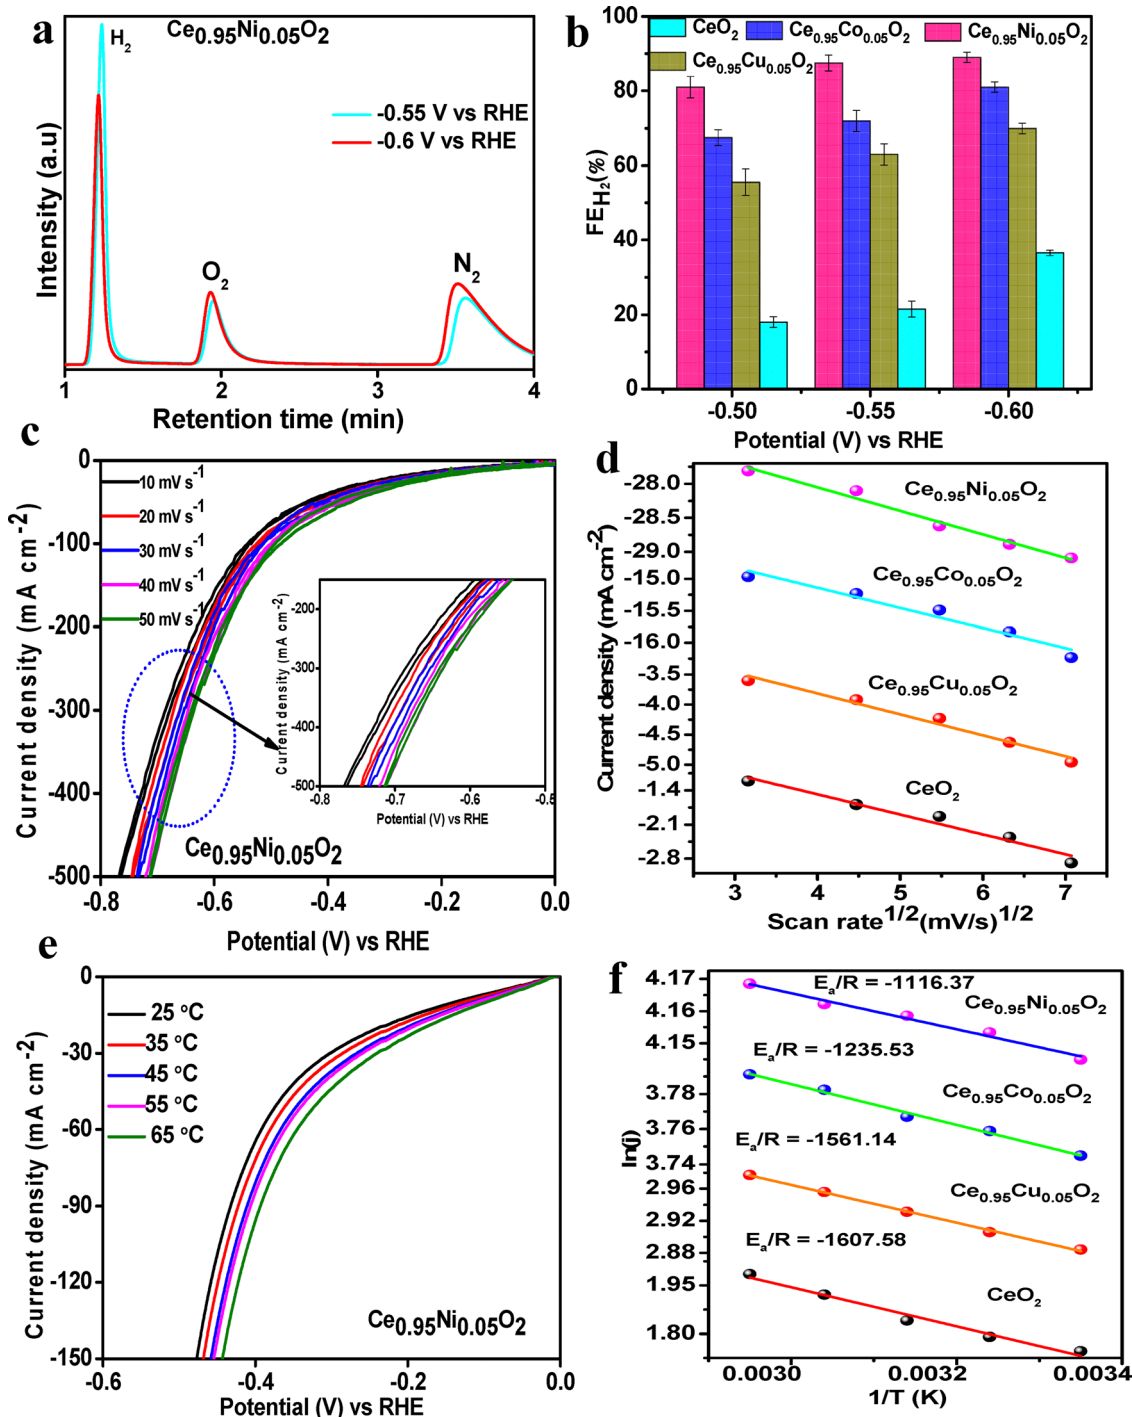 a
Ce0.95Ni0.05O2
H2
-0.55 V vs RHE
-0.6 V vs RHE
O2
N2
Intensity (a.u)
1 2 3 4
Retention time (min)
b
CeO2 Ce0.95Co0.05O2 Ce0.95Ni0.05O2
Ce0.95Cu0.05O2
100
80
60
40
20
0
FEH2(%)
-0.50 -0.55 -0.60
Potential (V) vs RHE
c
0
-100
-200
-300
-400
-500
Current density (mA cm-2)
10 mV s-1
20 mV s-1
30 mV s-1
40 mV s-1
50 mV s-1
-200
-300
-400
-500
Current density (mA cm-2)
-0.8 -0.7 -0.6 -0.5
Potential (V) vs RHE
Ce0.95Ni0.05O2
-0.8 -0.6 -0.4 -0.2 0.0
Potential (V) vs RHE
d
-28.0
-28.5
-29.0
-15.0
-15.5
-16.0
-3.5
-4.0
-4.5
-5.0
-1.4
-2.1
-2.8
Current density (mA cm-2)
Ce0.95Ni0.05O2
Ce0.95Co0.05O2
Ce0.95Cu0.05O2
CeO2
3 4 5 6 7
Scan rate1/2(mV/s)1/2
e
0
-30
-60
-90
-120
-150
Current density (mA cm-2)
25 °C
35 °C
45 °C
55 °C
65 °C
Ce0.95Ni0.05O2
-0.6 -0.4 -0.2 0.0
Potential (V) vs RHE
f
4.17
4.16
4.15
3.78
3.76
3.74
2.96
2.92
2.88
1.95
1.80
ln(j)
Ea/R = -1116.37
Ce0.95Ni0.05O2
Ea/R = -1235.53
Ce0.95Co0.05O2
Ea/R = -1561.14
Ce0.95Cu0.05O2
Ea/R = -1607.58
CeO2
0.0030 0.0032 0.0034
1/T (K)